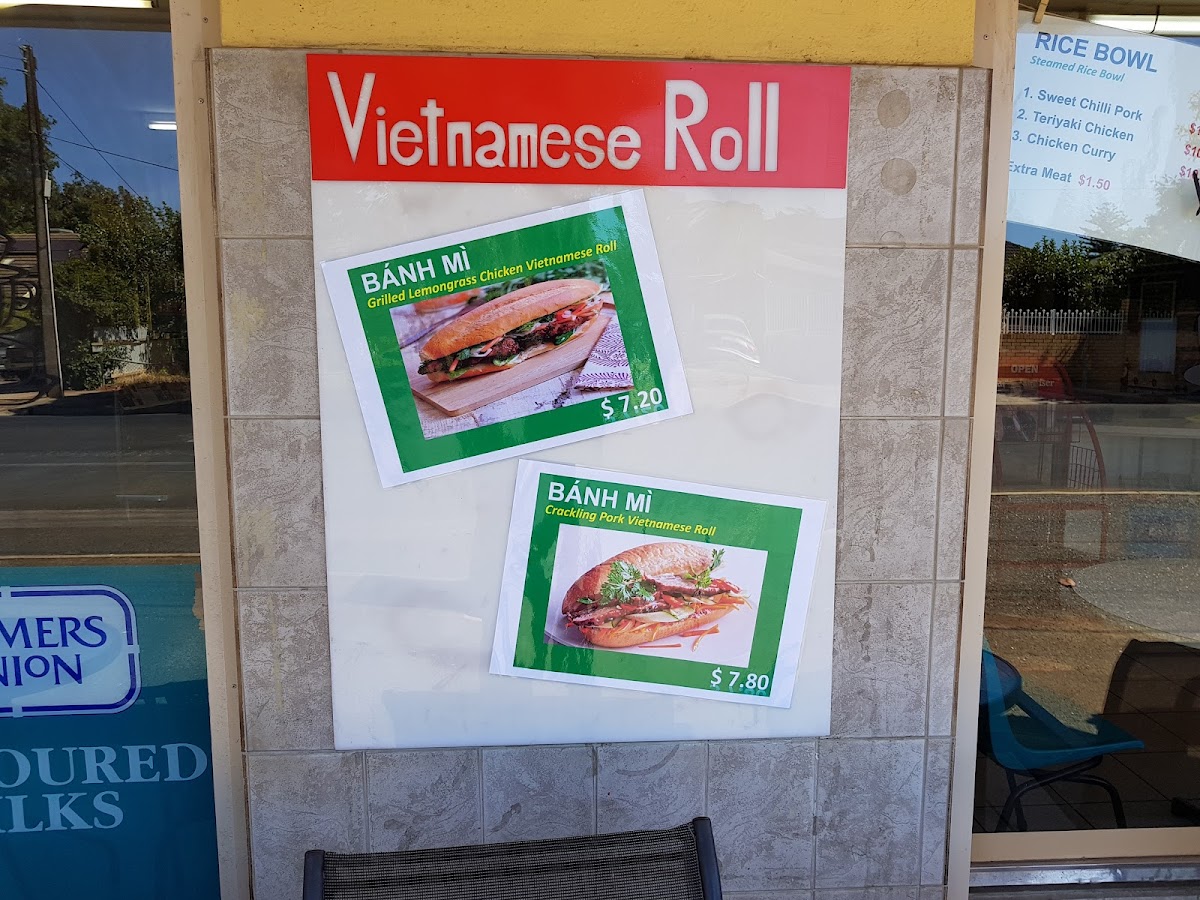 Vietnamese Roll
BÁNH MÌ
Grilled Lemongrass Chicken Vietnamese Roll
$ 7.20
BÁNH MÌ
Crackling Pork Vietnamese Roll
$ 7.80
RICE BOWL
Steamed Rice Bowl
1. Sweet Chilli Pork
2. Teriyaki Chicken
3. Chicken Curry
Extra Meat $1.50
OPEN
MERS
NION
OURED
LKS